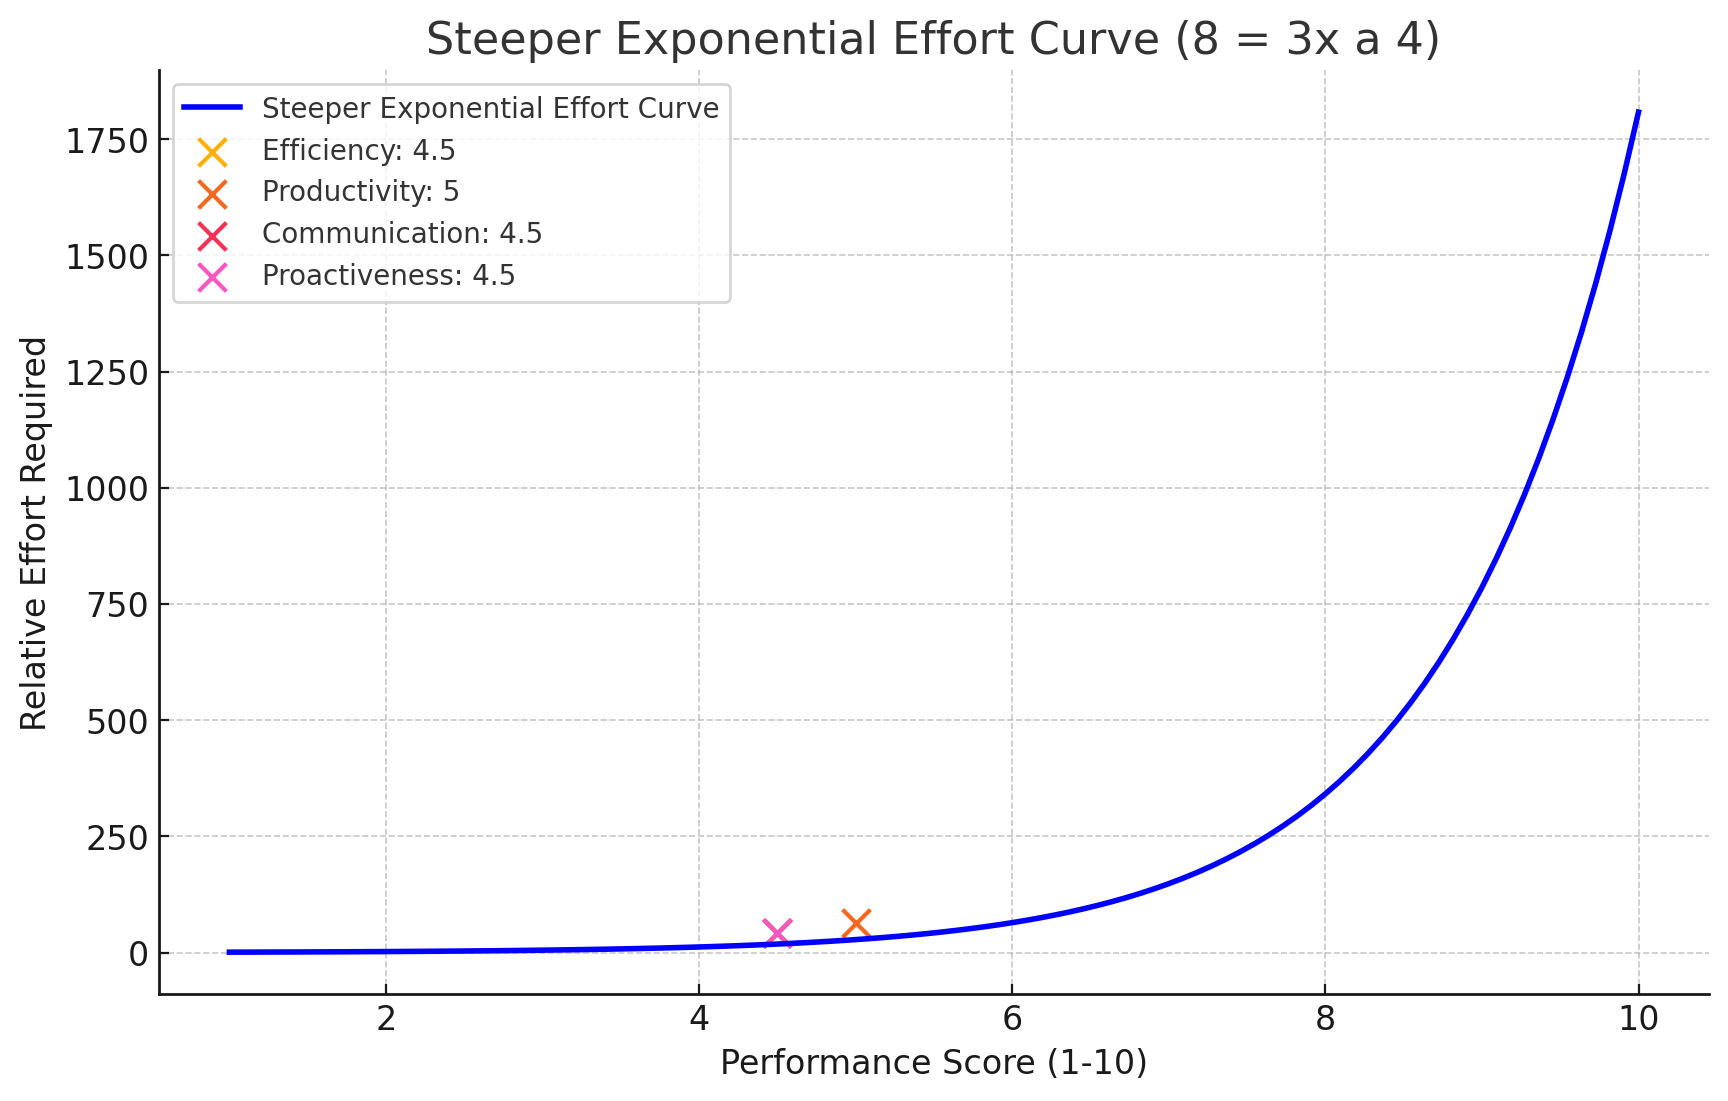 Steeper Exponential Effort Curve (8 = 3x a 4)
Steeper Exponential Effort Curve
Efficiency: 4.5
Productivity: 5
Communication: 4.5
Proactiveness: 4.5
Relative Effort Required
1750
1500
1250
1000
750
500
250
0
2 4 6 8 10
Performance Score (1-10)